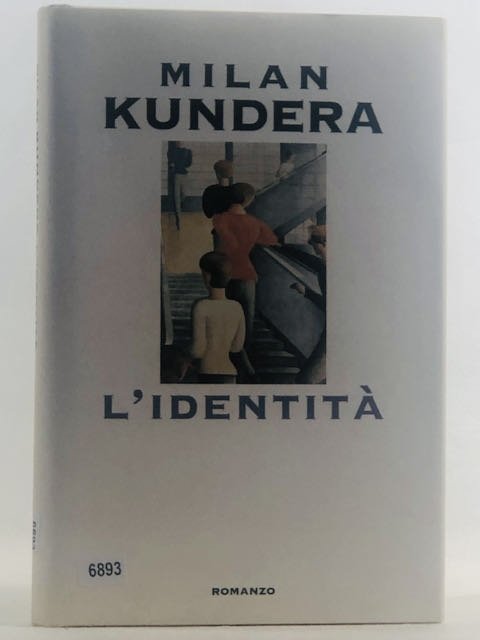 MILAN
KUNDERA
L'IDENTITÀ
6893
ROMANZO